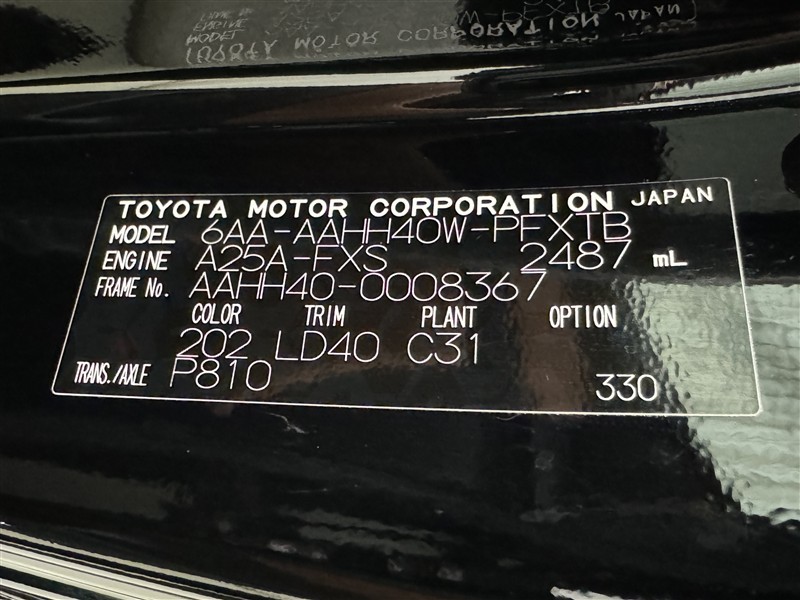 TOYOTA MOTOR CORPORATION JAPAN
MODEL 6AA-AAHH40W-PFXTB
ENGINE A25A-FXS 2487 mL
FRAME No. AAHH40-0008367
COLOR TRIM PLANT OPTION
202 LD40 C31
TRANS./AXLE P810 330